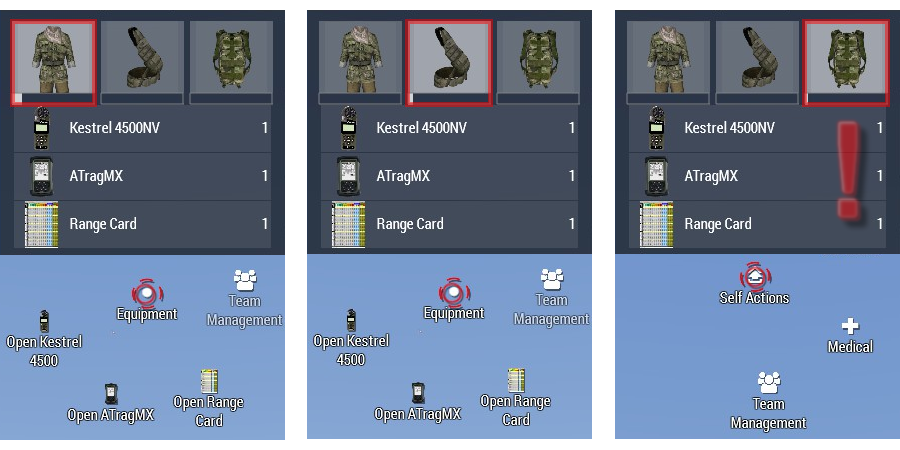 Kestrel 4500NV 1
ATragMX 1
Range Card 1
Equipment
Team
Management
Open Kestrel
4500
Open ATragMX
Open Range
Card
Kestrel 4500NV 1
ATragMX 1
Range Card 1
Equipment
Team
Management
Open Kestrel
4500
Open ATragMX
Open Range
Card
Kestrel 4500NV 1
ATragMX 1
Range Card 1
!
Self Actions
Medical
Team
Management